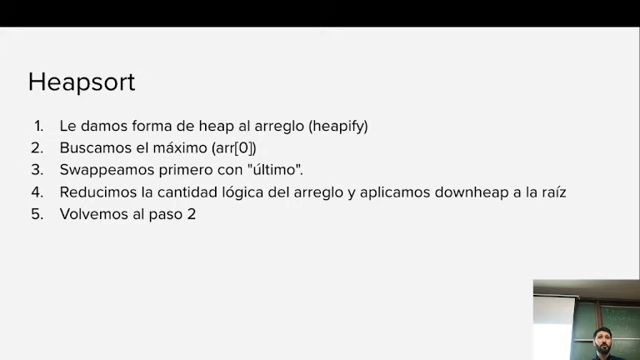 Heapsort
1. Le damos forma de heap al arreglo (heapify)
2. Buscamos el máximo (arr[0])
3. Swappeamos primero con "último".
4. Reducimos la cantidad lógica del arreglo y aplicamos downheap a la raíz
5. Volvemos al paso 2